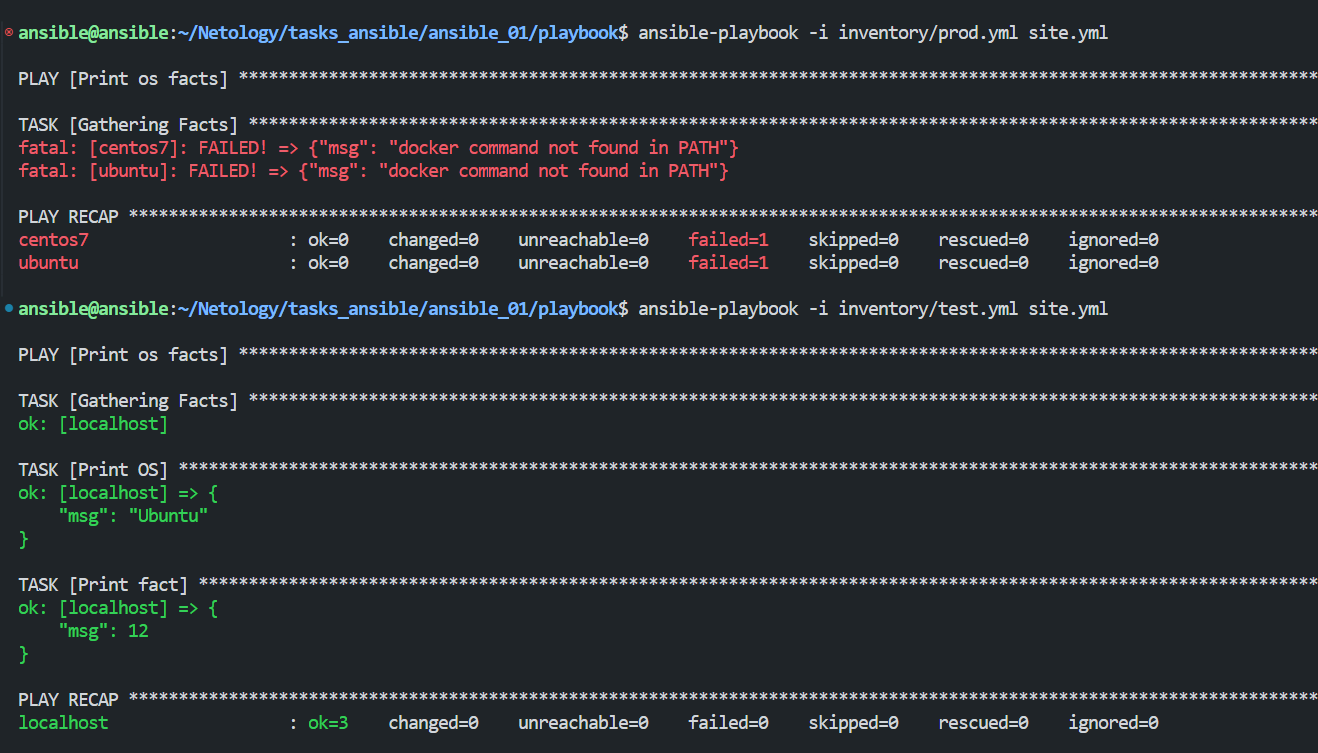 ansible@ansible:~/Netology/tasks_ansible/ansible_01/playbook$ ansible-playbook -i inventory/prod.yml site.yml
PLAY [Print os facts] ************************************************************************************************************
TASK [Gathering Facts] ***********************************************************************************************************
fatal: [centos7]: FAILED! => {"msg": "docker command not found in PATH"}
fatal: [ubuntu]: FAILED! => {"msg": "docker command not found in PATH"}
PLAY RECAP ***********************************************************************************************************************
centos7                    : ok=0    changed=0    unreachable=0    failed=1    skipped=0    rescued=0    ignored=0
ubuntu                     : ok=0    changed=0    unreachable=0    failed=1    skipped=0    rescued=0    ignored=0
ansible@ansible:~/Netology/tasks_ansible/ansible_01/playbook$ ansible-playbook -i inventory/test.yml site.yml
PLAY [Print os facts] ************************************************************************************************************
TASK [Gathering Facts] ***********************************************************************************************************
ok: [localhost]
TASK [Print OS] ******************************************************************************************************************
ok: [localhost] => {
    "msg": "Ubuntu"
}
TASK [Print fact] ****************************************************************************************************************
ok: [localhost] => {
    "msg": 12
}
PLAY RECAP ***********************************************************************************************************************
localhost                  : ok=3    changed=0    unreachable=0    failed=0    skipped=0    rescued=0    ignored=0